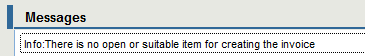 Messages
Info:There is no open or suitable item for creating the invoice